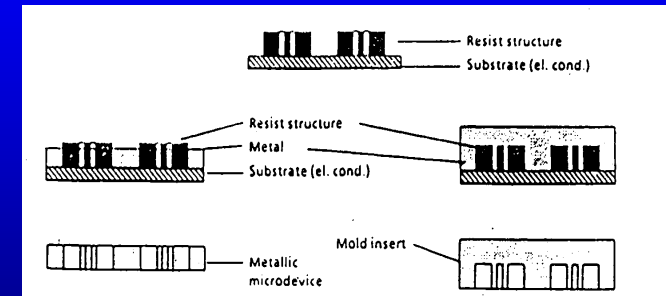 Resist structure
Substrate (el. cond.)
Resist structure
Metal
Substrate (el. cond.)
Mold insert
Metallic
microdevice